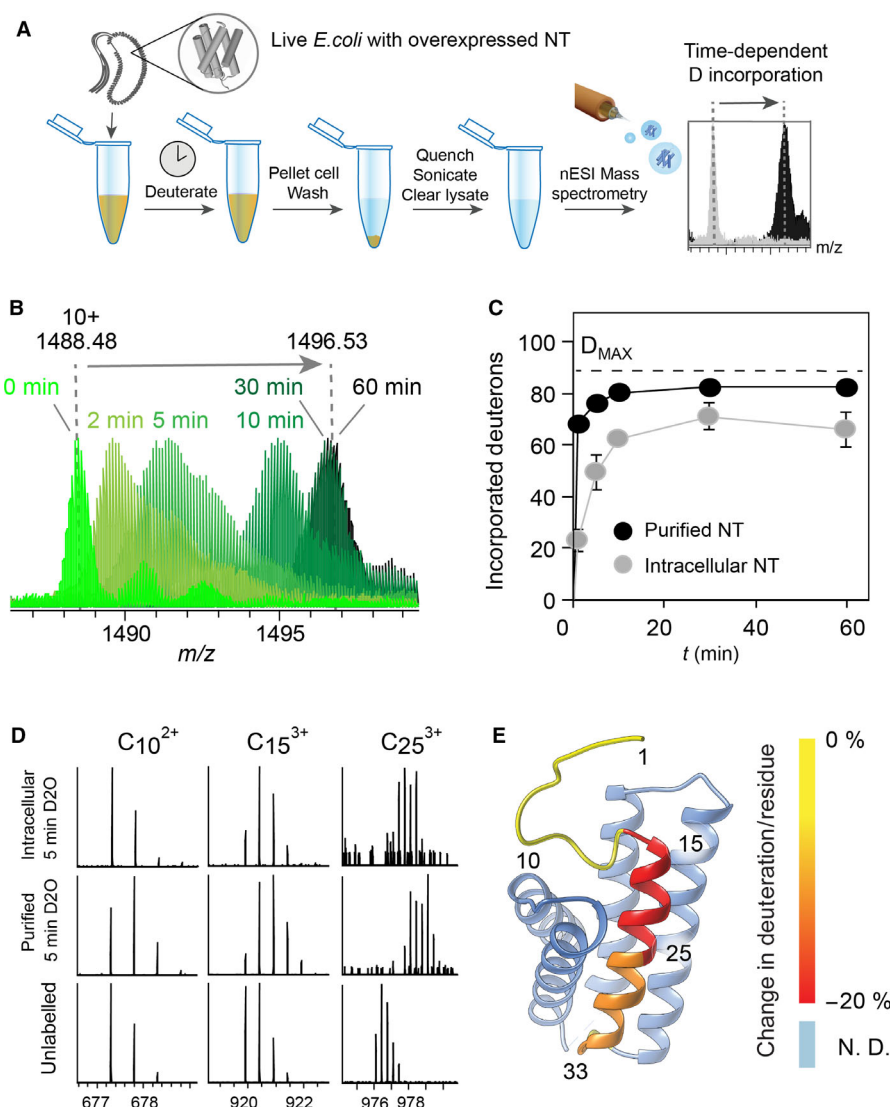 A
Live E.coli with overexpressed NT
Time-dependent
D incorporation
Deuterate
Pellet cell
Wash
Quench
Sonicate
Clear lysate
nESI Mass
spectrometry
m/z
B
10+
1488.48
1496.53
0 min
2 min
5 min
10 min
30 min
60 min
1490
1495
m/z
C
Incorporated deuterons
100
80
60
40
20
0
DMAX
Purified NT
Intracellular NT
0
20
40
60
t (min)
D
C10 2+
C15 3+
C25 3+
Intracellular
5 min D2O
Purified
5 min D2O
Unlabelled
677
678
920
922
976
978
E
1
10
15
25
33
0 %
−20 %
N. D.
Change in deuteration/residue